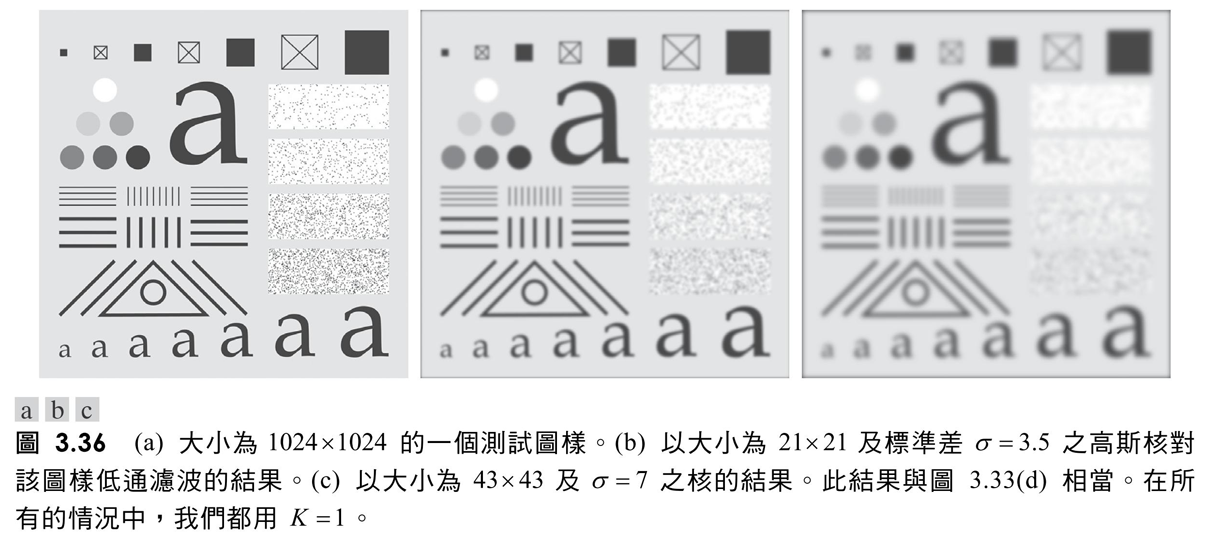 a
a a a a a a a
a
a a a a a a a
a
a a a a a a a
a b c
圖 3.36 (a) 大小為 1024×1024 的一個測試圖樣。(b) 以大小為 21×21 及標準差 σ=3.5 之高斯核對
該圖樣低通濾波的結果。(c) 以大小為 43×43 及 σ=7 之核的結果。此結果與圖 3.33(d) 相當。在所
有的情況中，我們都用 K=1。